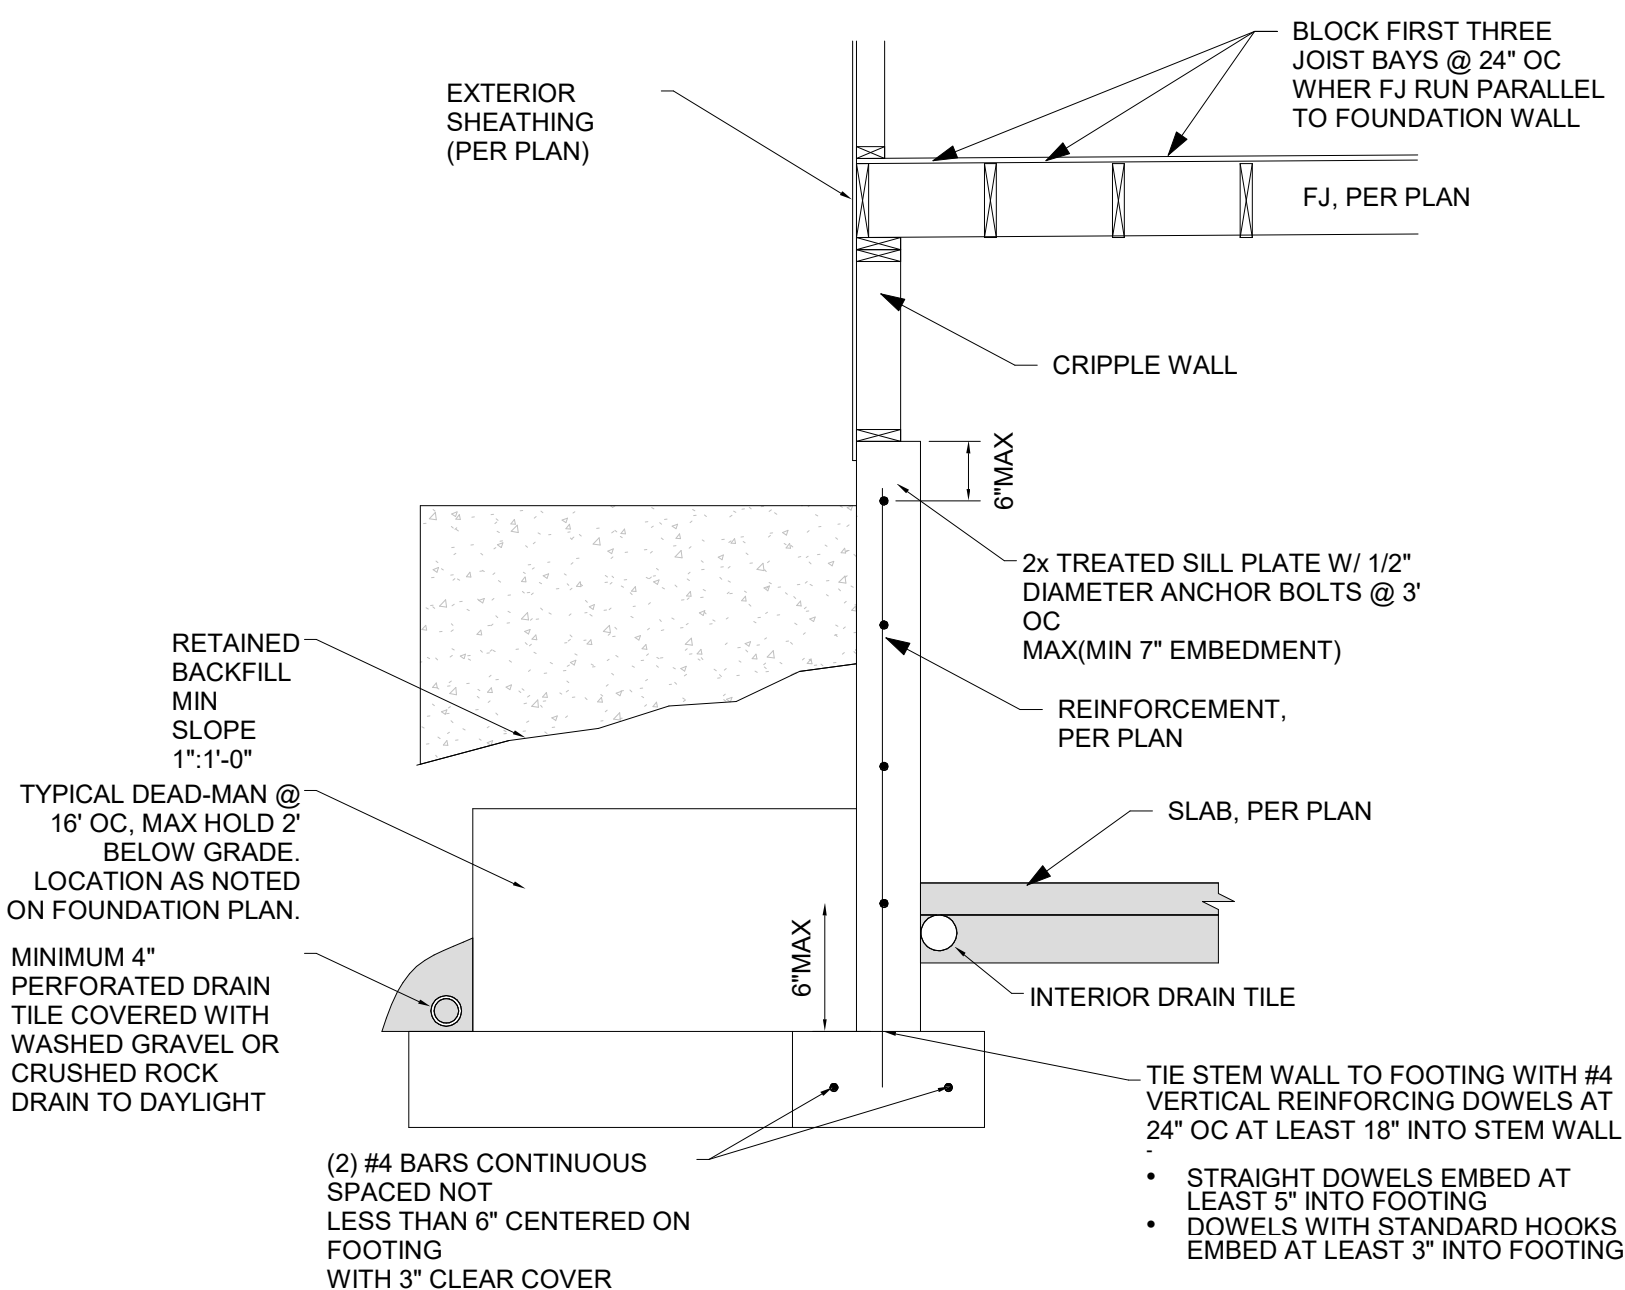 BLOCK FIRST THREE
JOIST BAYS @ 24" OC
WHER FJ RUN PARALLEL
TO FOUNDATION WALL
EXTERIOR
SHEATHING
(PER PLAN)
FJ, PER PLAN
CRIPPLE WALL
6"MAX
2x TREATED SILL PLATE W/ 1/2"
DIAMETER ANCHOR BOLTS @ 3'
OC
MAX(MIN 7" EMBEDMENT)
RETAINED
BACKFILL
MIN
SLOPE
1":1'-0"
REINFORCEMENT,
PER PLAN
TYPICAL DEAD-MAN @
16' OC, MAX HOLD 2'
BELOW GRADE.
LOCATION AS NOTED
ON FOUNDATION PLAN.
SLAB, PER PLAN
6"MAX
MINIMUM 4"
PERFORATED DRAIN
TILE COVERED WITH
WASHED GRAVEL OR
CRUSHED ROCK
DRAIN TO DAYLIGHT
INTERIOR DRAIN TILE
TIE STEM WALL TO FOOTING WITH #4
VERTICAL REINFORCING DOWELS AT
24" OC AT LEAST 18" INTO STEM WALL
-
• STRAIGHT DOWELS EMBED AT
LEAST 5" INTO FOOTING
• DOWELS WITH STANDARD HOOKS
EMBED AT LEAST 3" INTO FOOTING
(2) #4 BARS CONTINUOUS
SPACED NOT
LESS THAN 6" CENTERED ON
FOOTING
WITH 3" CLEAR COVER